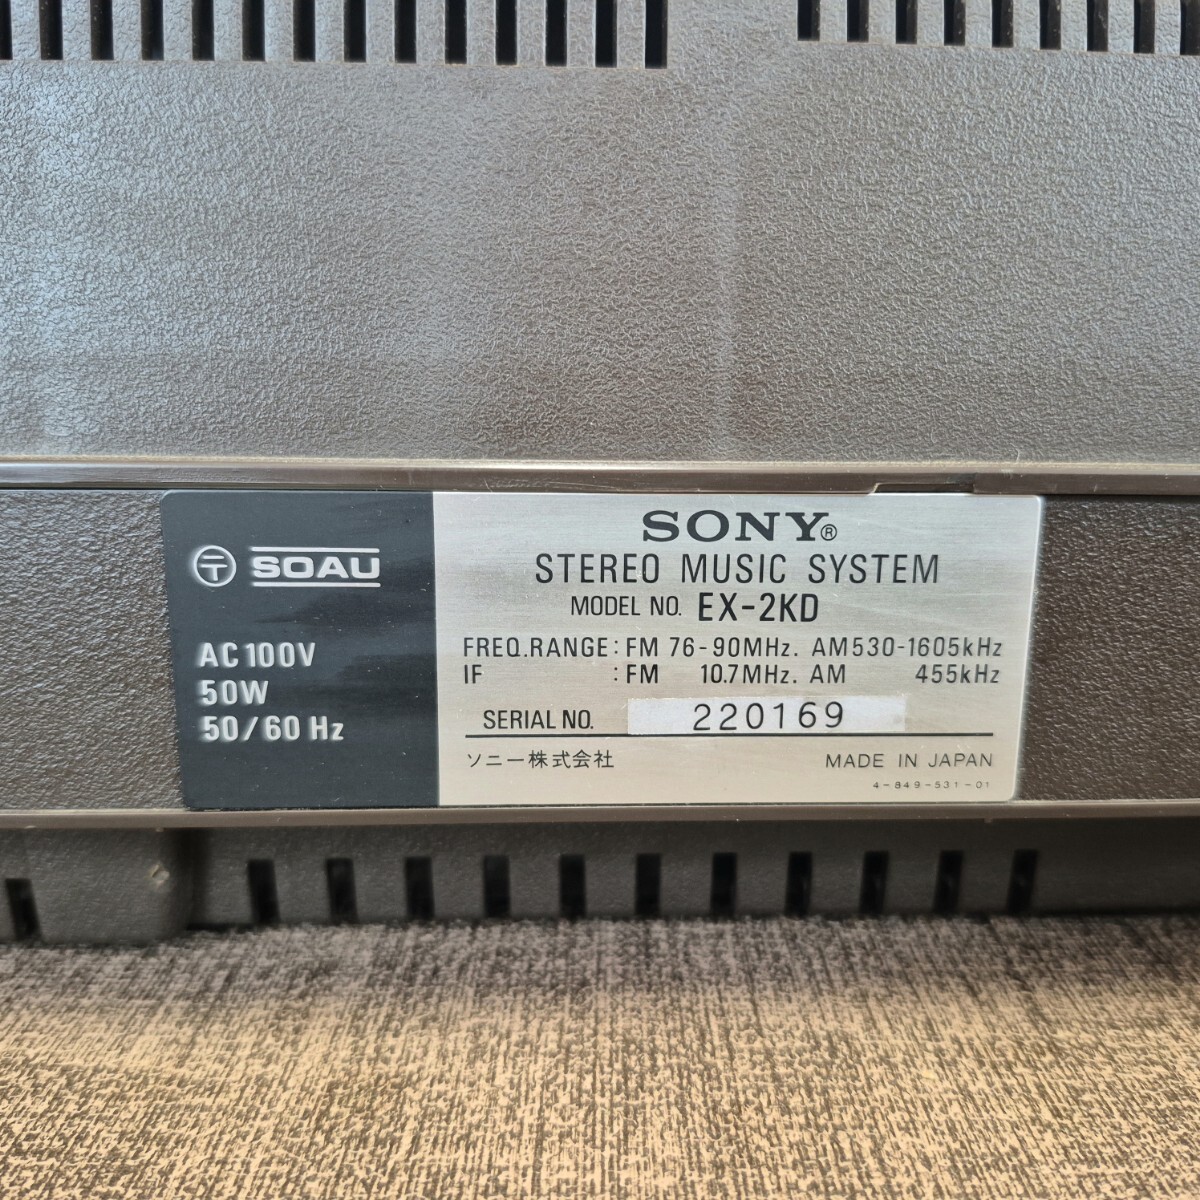 〒 SOAU
AC 100V
50W
50/60 Hz
SONY®
STEREO MUSIC SYSTEM
MODEL NO. EX-2KD
FREQ.RANGE : FM 76-90MHz. AM530-1605kHz
IF : FM 10.7MHz. AM 455kHz
SERIAL NO. 220169
ソニー株式会社 MADE IN JAPAN
4-849-531-01